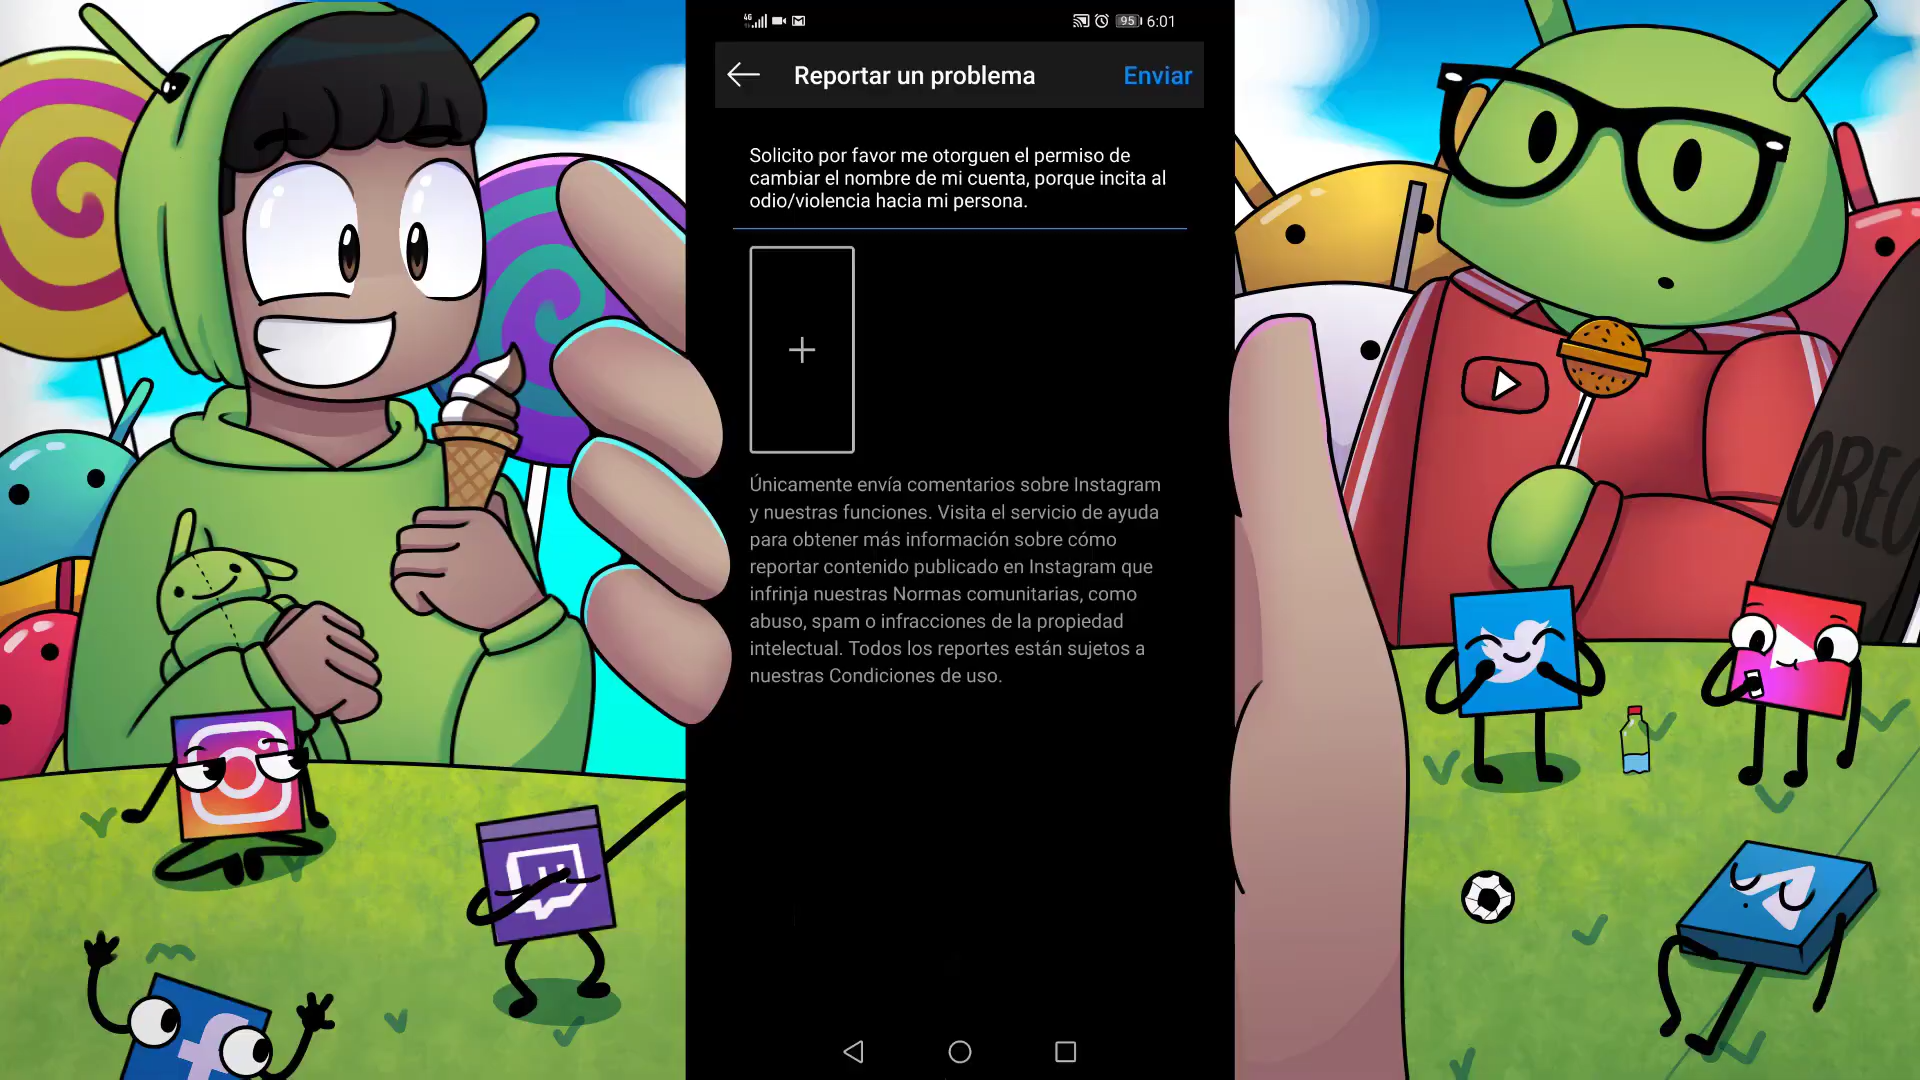 4G
95
6:01
Reportar un problema
Enviar
Solicito por favor me otorguen el permiso de
cambiar el nombre de mi cuenta, porque incita al
odio/violencia hacia mi persona.
Únicamente envía comentarios sobre Instagram
y nuestras funciones. Visita el servicio de ayuda
para obtener más información sobre cómo
reportar contenido publicado en Instagram que
infrinja nuestras Normas comunitarias, como
abuso, spam o infracciones de la propiedad
intelectual. Todos los reportes están sujetos a
nuestras Condiciones de uso.
OREO